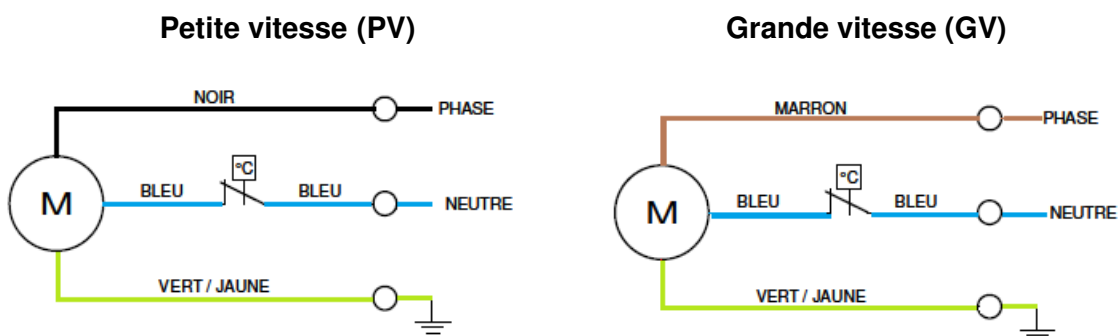 Petite vitesse (PV)
NOIR
PHASE
M
°C
BLEU
BLEU
NEUTRE
VERT / JAUNE
Grande vitesse (GV)
MARRON
PHASE
M
°C
BLEU
BLEU
NEUTRE
VERT / JAUNE